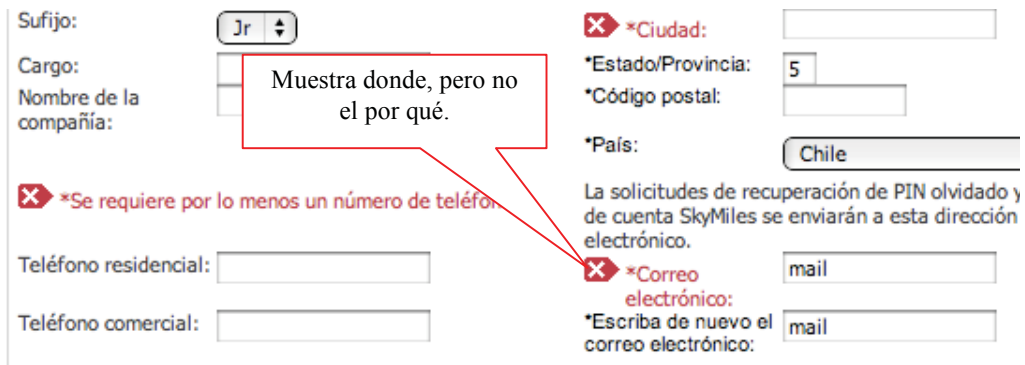 Sufijo:
Jr
Cargo:
Nombre de la
compañía:
Muestra donde, pero no
el por qué.
*Se requiere por lo menos un número de teléfon
Teléfono residencial:
Teléfono comercial:
*Ciudad:
*Estado/Provincia:
5
*Código postal:
*País:
Chile
La solicitudes de recuperación de PIN olvidado y
de cuenta SkyMiles se enviarán a esta dirección
electrónico.
*Correo
electrónico:
mail
*Escriba de nuevo el
correo electrónico:
mail